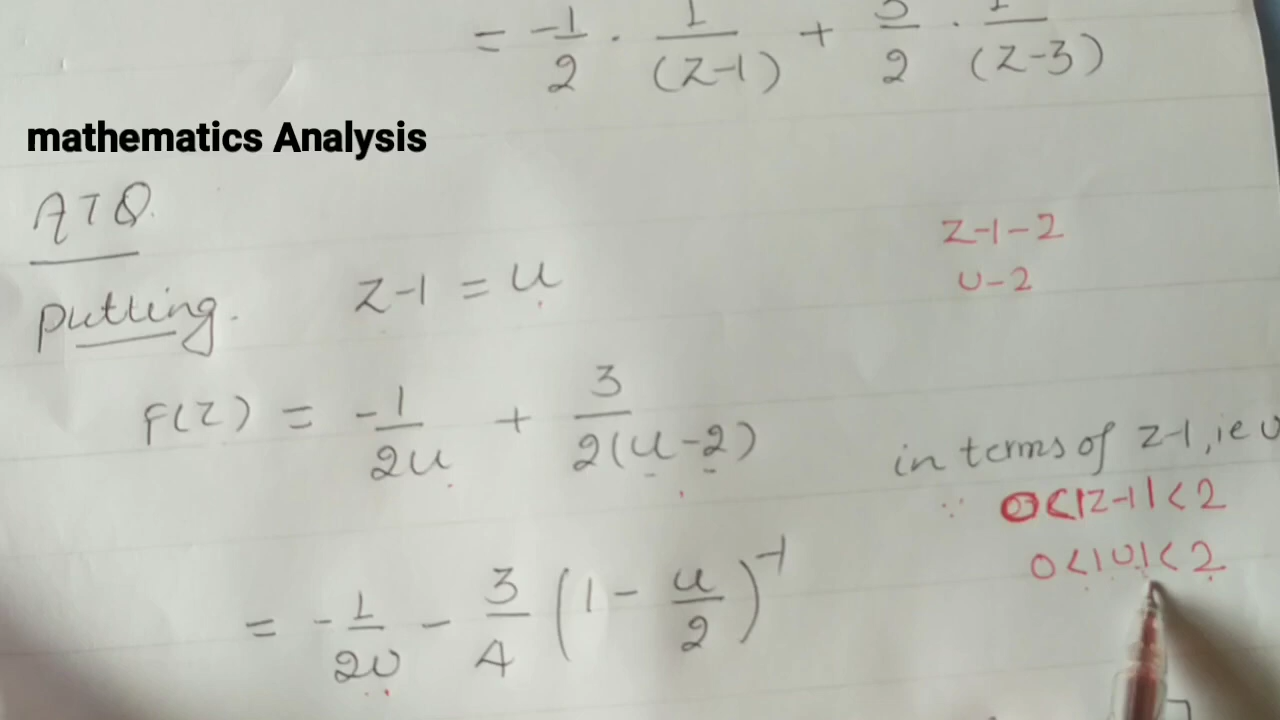 = -1/2 . 1/(z-1) + 3/2 . 1/(z-3)
mathematics Analysis
ATQ.
z-1-2
putting. z-1 = u
u-2
f(z) = -1/2u + 3/2(u-2)
in terms of z-1, ie u
∵ 0<|z-1|<2
0<|u|<2
= -1/2u - 3/4 (1 - u/2)^-1